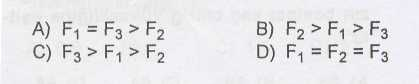 A) F₁ = F₃ > F₂ B) F₂ > F₁ > F₃
C) F₃ > F₁ > F₂ D) F₁ = F₂ = F₃